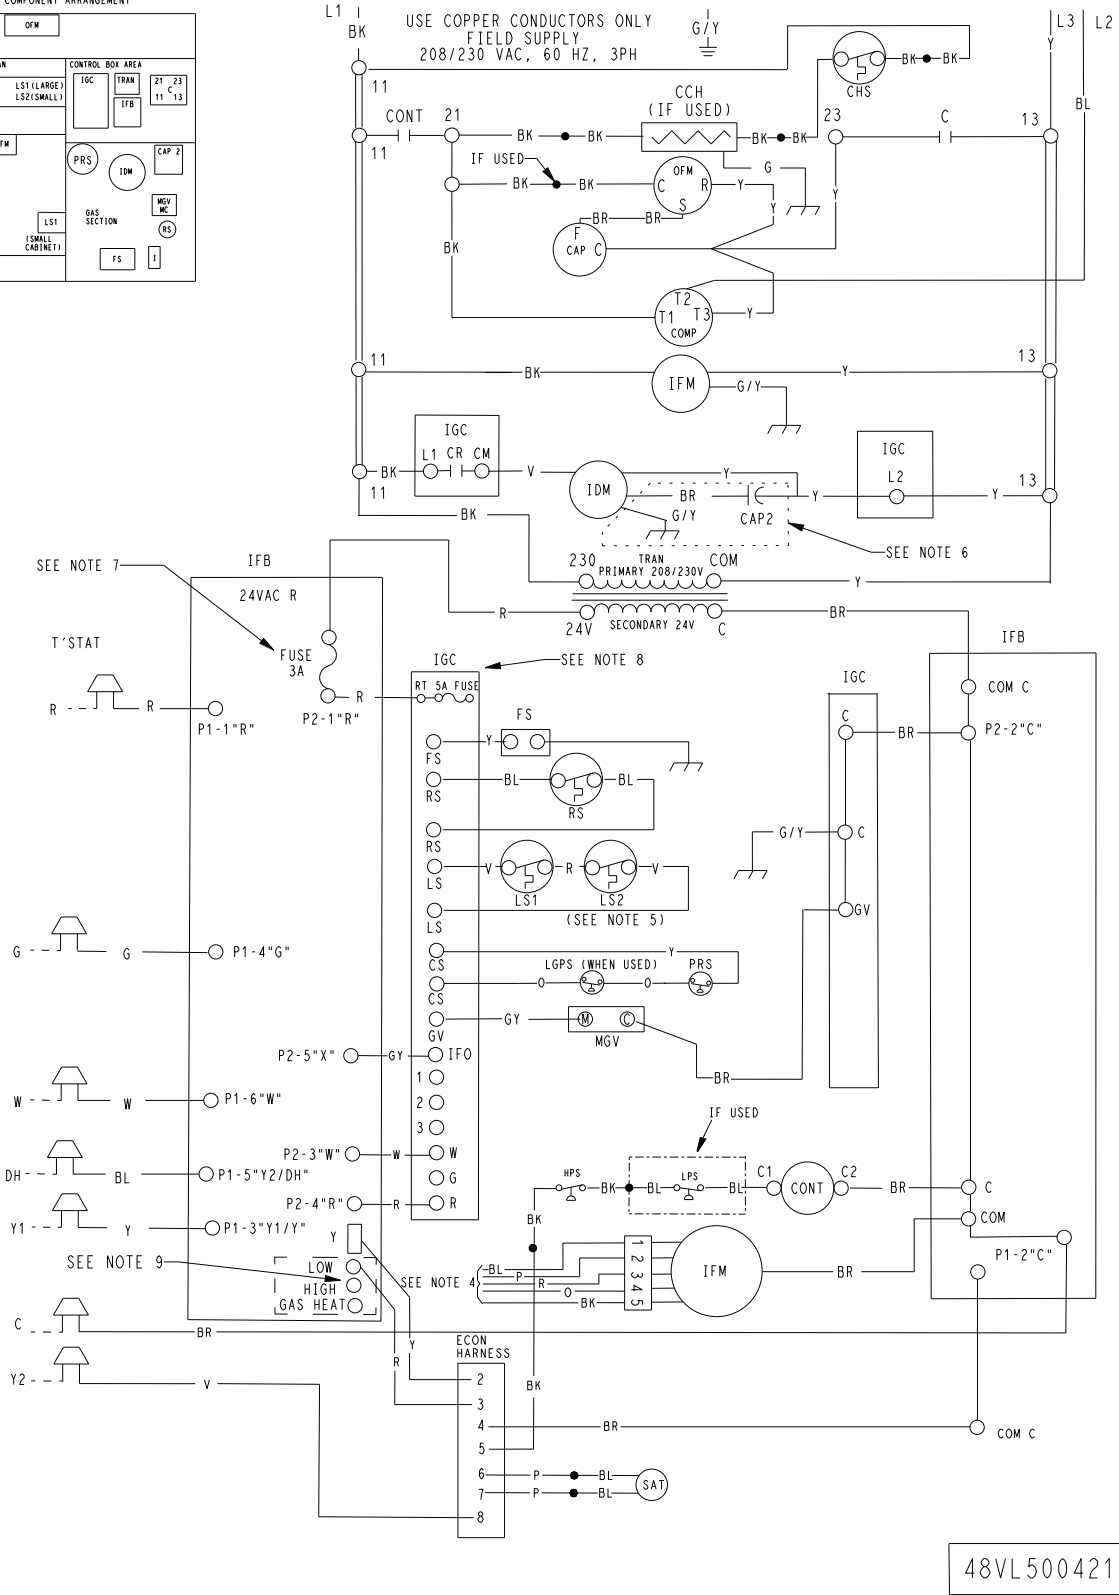 COMPONENT ARRANGEMENT
OFM
AN
LS1(LARGE)
LS2(SMALL)
FM
LS1
(SMALL
CABINET)
CONTROL BOX AREA
IGC
TRAN
IFB
21 23
C
11 13
PRS
IDM
CAP 2
GAS
SECTION
MGV
MC
RS
FS
I
L1
BK
USE COPPER CONDUCTORS ONLY
FIELD SUPPLY
208/230 VAC, 60 HZ, 3PH
G/Y
L3
L2
Y
BL
CHS
BK
BK
11
CONT
21
BK
BK
CCH
(IF USED)
BK
BK
23
C
13
11
IF USED
BK
BK
C
OFM
R
S
Y
G
Y
Y
BR
BR
F
CAP C
BK
T2
T1
T3
COMP
Y
11
BK
IFM
Y
13
G/Y
IGC
L1 CR CM
BK
11
V
IDM
Y
BR
G/Y
CAP2
Y
IGC
L2
Y
13
SEE NOTE 6
BK
230
TRAN
COM
PRIMARY 208/230V
Y
R
24V
SECONDARY 24V
C
BR
SEE NOTE 7
IFB
24VAC R
FUSE
3A
T'STAT
R
R
P1-1"R"
P2-1"R"
R
IGC
SEE NOTE 8
RT 5A FUSE
FS
Y
FS
RS
BL
BL
RS
RS
LS
V
LS1
R
LS2
V
(SEE NOTE 5)
LS
CS
Y
LGPS (WHEN USED)
PRS
O
O
CS
GV
GY
M
C
MGV
BR
IGC
C
BR
G/Y
C
GV
IFB
COM C
P2-2"C"
G
G
P1-4"G"
P2-5"X"
GY
IFO
1
2
3
W
W
P1-6"W"
P2-3"W"
W
W
G
DH
BL
P1-5"Y2/DH"
P2-4"R"
R
R
Y1
Y
P1-3"Y1/Y"
Y
SEE NOTE 9
LOW
HIGH
GAS HEAT
IF USED
HPS
BK
BL
LPS
BL
C1
CONT
C2
BR
C
COM
P1-2"C"
BK
SEE NOTE 4
BL
P
R
O
BK
1
2
3
4
5
IFM
BR
C
BR
Y2
V
Y
R
ECON
HARNESS
2
3
4
5
6
7
8
BK
BR
COM C
P
BL
P
BL
SAT
48VL500421